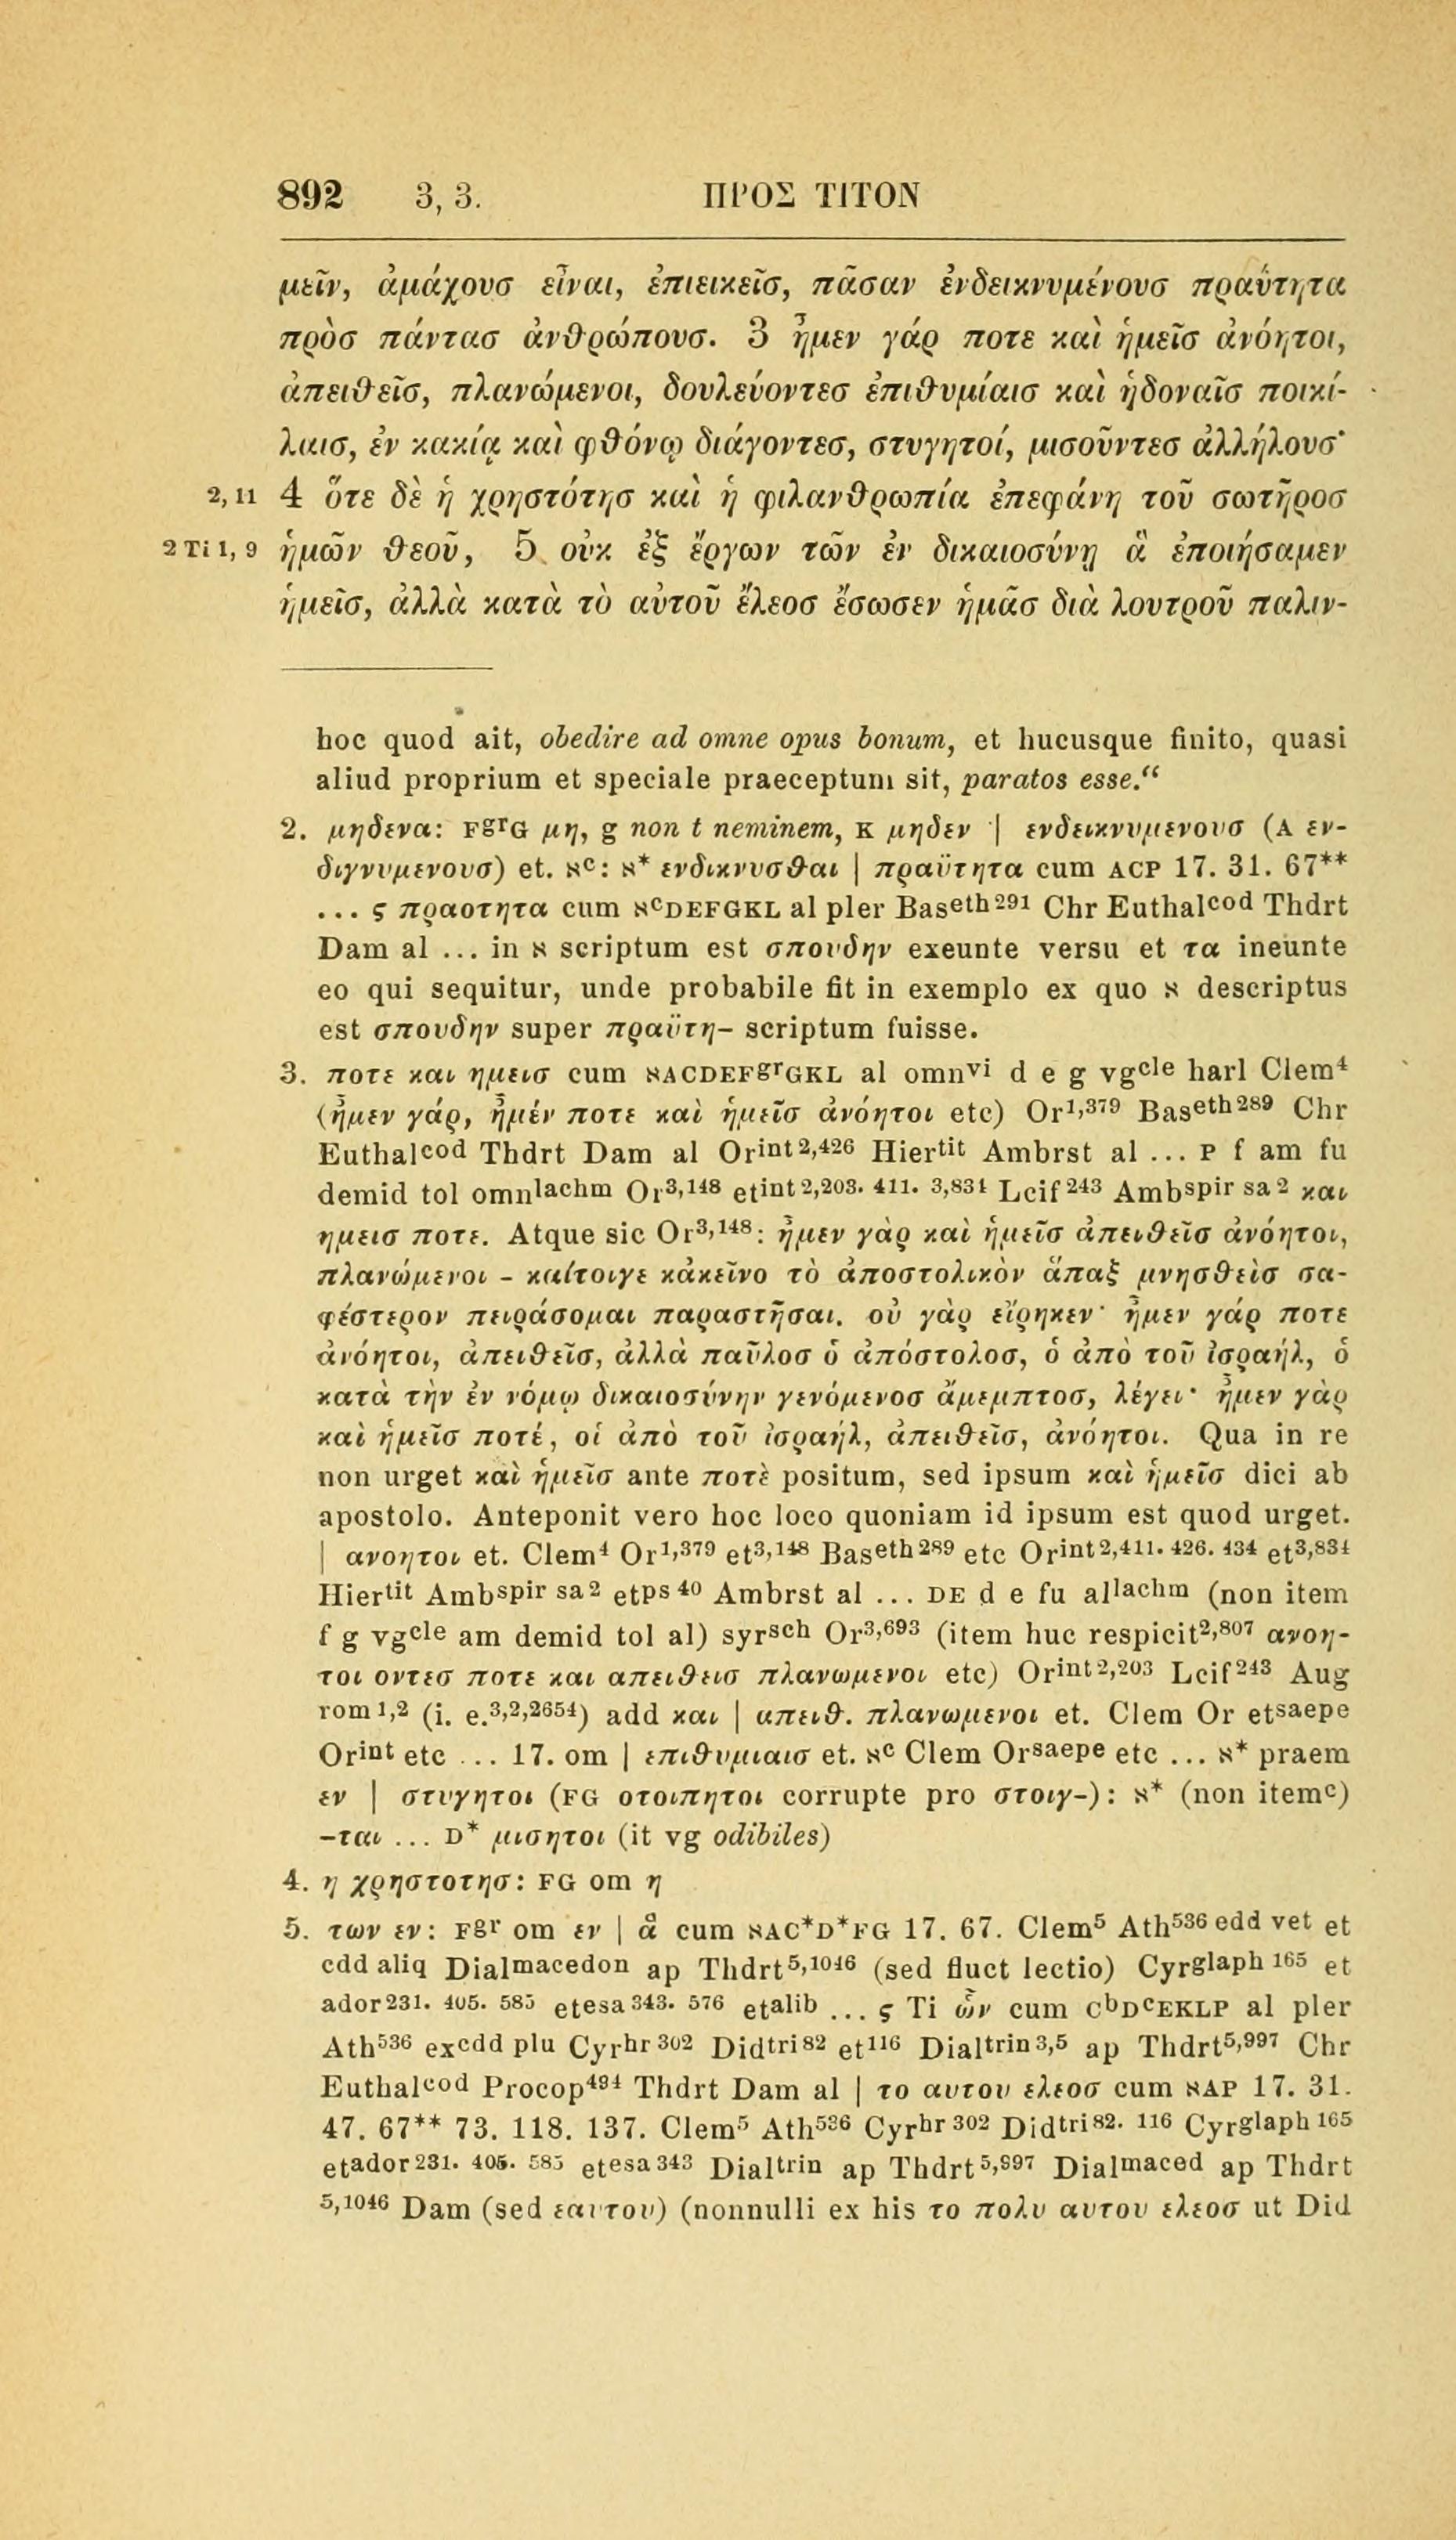 892 3, 3. ΠΡΟΣ ΤΙΤΟΝ
μεῖν, ἀμάχουσ εἶναι, ἐπιεικεῖσ, πᾶσαν ἐνδεικνυμένουσ πραΰτητα
πρὸσ πάντασ ἀνθρώπουσ. 3 ἦμεν γάρ ποτε καὶ ἡμεῖσ ἀνόητοι,
ἀπειθεῖσ, πλανώμενοι, δουλεύοντεσ ἐπιθυμίαισ καὶ ἡδοναῖσ ποικί-
λαισ, ἐν κακίᾳ καὶ φθόνῳ διάγοντεσ, στυγητοί, μισοῦντεσ ἀλλήλουσ·
2, 11 4 ὅτε δὲ ἡ χρηστότησ καὶ ἡ φιλανθρωπία ἐπεφάνη τοῦ σωτῆροσ
2 Ti 1, 9 ἡμῶν θεοῦ, 5 οὐκ ἐξ ἔργων τῶν ἐν δικαιοσύνῃ ἃ ἐποιήσαμεν
ἡμεῖσ, ἀλλὰ κατὰ τὸ αὐτοῦ ἔλεοσ ἔσωσεν ἡμᾶσ διὰ λουτροῦ παλιν-
hoc quod ait, obedire ad omne opus bonum, et hucusque finito, quasi
aliud proprium et speciale praeceptum sit, paratos esse.“
2. μηδενα: FgrG μη, g non t neminem, K μηδεν | ενδεικνυμενουσ (A εν-
διγνυμενουσ) et. אc: א* ενδικνυσθαι | πραϋτητα cum ACP 17. 31. 67**
... ς πραοτητα cum אcDEFGKL al pler Baseth291 Chr Euthalcod Thdrt
Dam al ... in א scriptum est σπουδην exeunte versu et τα ineunte
eo qui sequitur, unde probabile fit in exemplo ex quo א descriptus
est σπουδην super πραϋτη- scriptum fuisse.
3. ποτε και ημεισ cum אACDEFgrGKL al omnvi d e g vgcle harl Clem4
(ἦμεν γάρ, ἦμέν ποτε καὶ ἡμεῖσ ἀνόητοι etc) Or1,379 Baseth289 Chr
Euthalcod Thdrt Dam al Orint2,426 Hiertit Ambrst al ... P f am fu
demid tol omnlachm Or3,148 etint2,203. 411. 3,831 Lcif243 Ambspir sa2 και
ημεισ ποτε. Atque sic Or3,148: ἦμεν γὰρ καὶ ἡμεῖσ ἀπειθεῖσ ἀνόητοι,
πλανώμενοι - καίτοιγε κἀκεῖνο τὸ ἀποστολικὸν ἅπαξ μνησθεὶσ σα-
φέστερον πειράσομαι παραστῆσαι. οὐ γὰρ εἴρηκεν· ἦμεν γάρ ποτε
ἀνόητοι, ἀπειθεῖσ, ἀλλὰ παῦλοσ ὁ ἀπόστολοσ, ὁ ἀπὸ τοῦ ἰσραήλ, ὁ
κατὰ τὴν ἐν νόμῳ δικαιοσύνην γενόμενοσ ἄμεμπτοσ, λέγει· ἦμεν γὰρ
καὶ ἡμεῖσ ποτέ, οἱ ἀπὸ τοῦ ἰσραήλ, ἀπειθεῖσ, ἀνόητοι. Qua in re
non urget καὶ ἡμεῖσ ante ποτὲ positum, sed ipsum καὶ ἡμεῖσ dici ab
apostolo. Anteponit vero hoc loco quoniam id ipsum est quod urget.
| ανοητοι et. Clem4 Or1,379 et3,148 Baseth289 etc Orint2,411. 426. 434 et3,831
Hiertit Ambspir sa2 etps40 Ambrst al ... DE d e fu allachm (non item
f g vgcle am demid tol al) syrsch Or3,693 (item huc respicit2,807 ανοη-
τοι οντεσ ποτε και απειθεισ πλανωμενοι etc) Orint2,203 Lcif243 Aug
rom1,2 (i. e.3,2,2654) add και | απειθ. πλανωμενοι et. Clem Or etsaepe
Orint etc ... 17. om | επιθυμιαισ et. אc Clem Orsaepe etc ... א* praem
εν | στυγητοι (FG οτοιπητοι corrupte pro στοιγ-): א* (non itemc)
-ται ... D* μισητοι (it vg odibiles)
4. η χρηστοτησ: FG om η
5. των εν: Fgr om εν | ἃ cum אAC*D*FG 17. 67. Clem5 Ath536 edd vet et
cdd aliq Dialmacedon ap Thdrt5,1046 (sed fluct lectio) Cyrglaph165 et
ador231. 405. 585 etesa343. 576 etalib ... ς Ti ὧν cum CbDcEKLP al pler
Ath536 excdd plu Cyrhr302 Didtri82 et116 Dialtrin3,5 ap Thdrt5,997 Chr
Euthalcod Procop494 Thdrt Dam al | το αυτου ελεοσ cum אAP 17. 31.
47. 67** 73. 118. 137. Clem5 Ath536 Cyrhr302 Didtri82. 116 Cyrglaph165
etador231. 405. 585 etesa343 Dialtrin ap Thdrt5,997 Dialmaced ap Thdrt
5,1046 Dam (sed εαυτου) (nonnulli ex his το πολυ αυτου ελεοσ ut Did